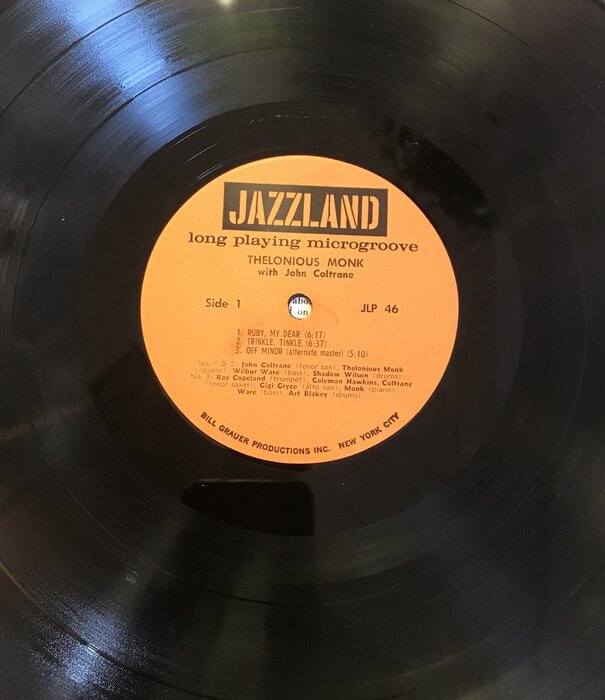 JAZZLAND
long playing microgroove
THELONIOUS MONK
with John Coltrane
Side 1
JLP 46
abo
on
1. RUBY, MY DEAR (6:17)
2. TRINKLE, TINKLE (6:37)
3. OFF MINOR (alternate master) (5:10)
No. 1 & 2: John Coltrane (tenor sax), Thelonious Monk
(piano), Wilbur Ware (bass), Shadow Wilson (drums).
No. 3: Ray Copeland (trumpet), Coleman Hawkins, Coltrane
(tenor saxes), Gigi Gryce (alto sax), Monk (piano),
Ware (bass), Art Blakey (drums).
BILL GRAUER PRODUCTIONS INC. NEW YORK CITY